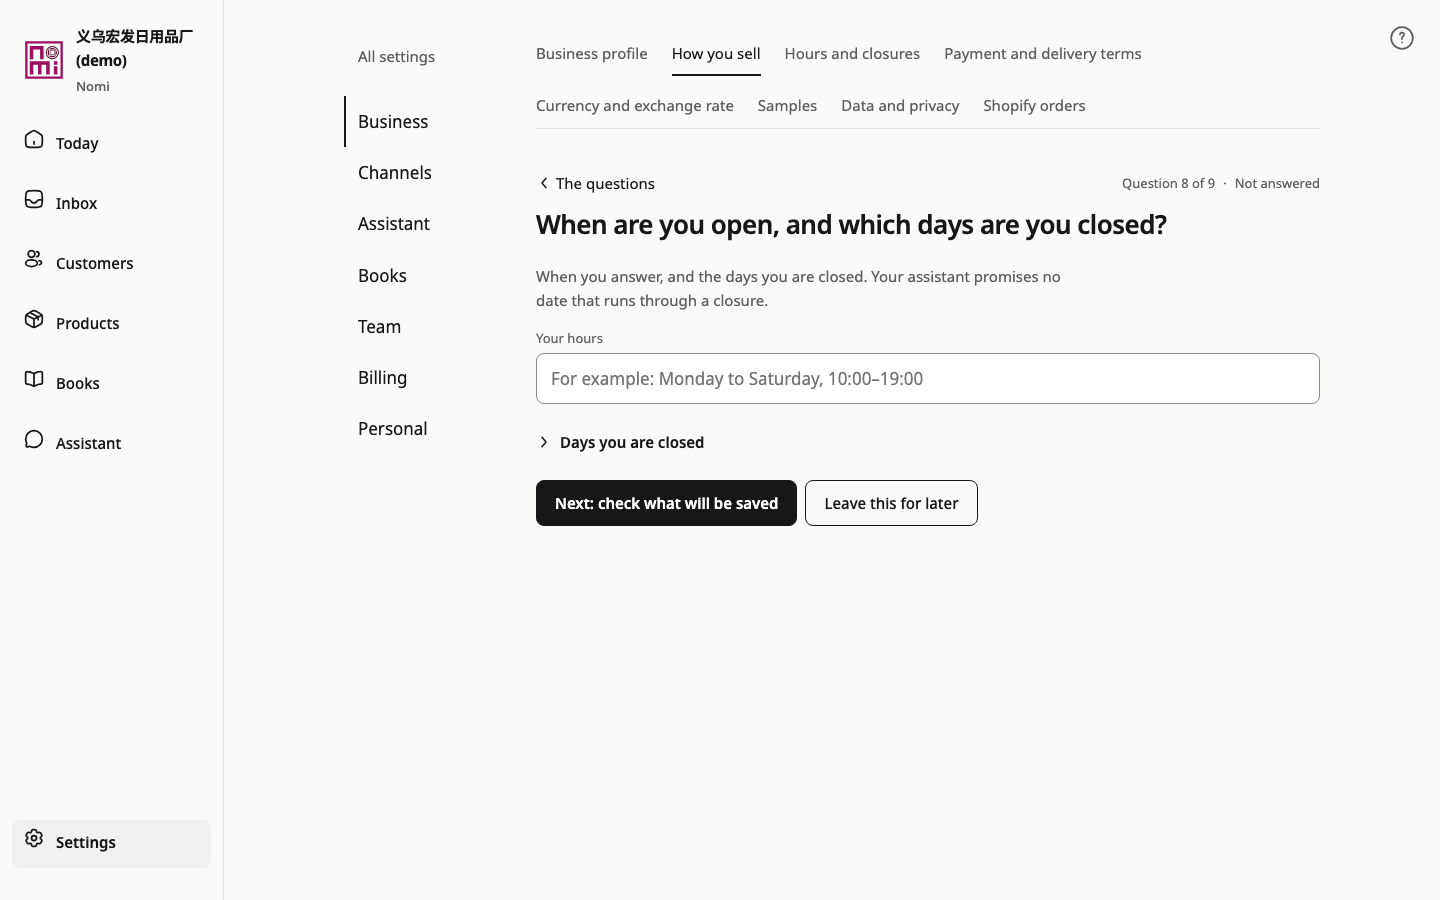 义乌宏发日用品厂
(demo)
Nomi
Today
Inbox
Customers
Products
Books
Assistant
Settings
All settings
Business
Channels
Assistant
Books
Team
Billing
Personal
Business profile How you sell Hours and closures Payment and delivery terms
Currency and exchange rate Samples Data and privacy Shopify orders
The questions
Question 8 of 9 · Not answered
When are you open, and which days are you closed?
When you answer, and the days you are closed. Your assistant promises no
date that runs through a closure.
Your hours
For example: Monday to Saturday, 10:00–19:00
Days you are closed
Next: check what will be saved
Leave this for later